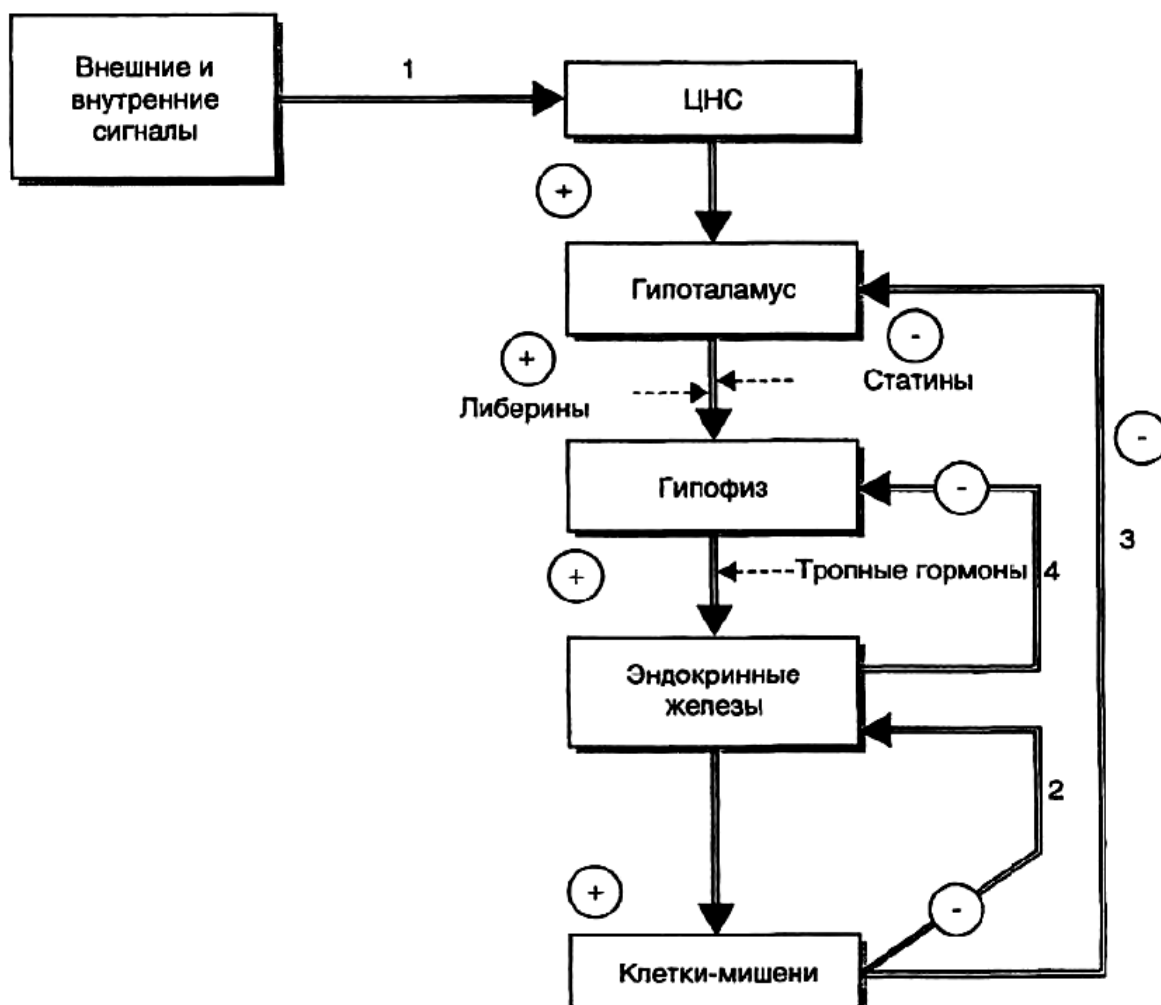 Внешние и
внутренние
сигналы
1
ЦНС
+
Гипоталамус
+
-
Либерины
Статины
-
Гипофиз
-
3
+
Тропные гормоны
4
Эндокринные
железы
2
+
-
Клетки-мишени